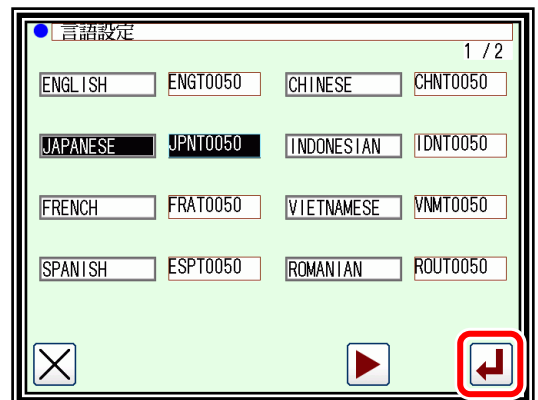 言語設定
1 /2
ENGLISH ENGT0050 CHINESE CHNT0050
JAPANESE JPNT0050 INDONESIAN IDNT0050
FRENCH FRAT0050 VIETNAMESE VNMT0050
SPANISH ESPT0050 ROMANIAN ROUT0050